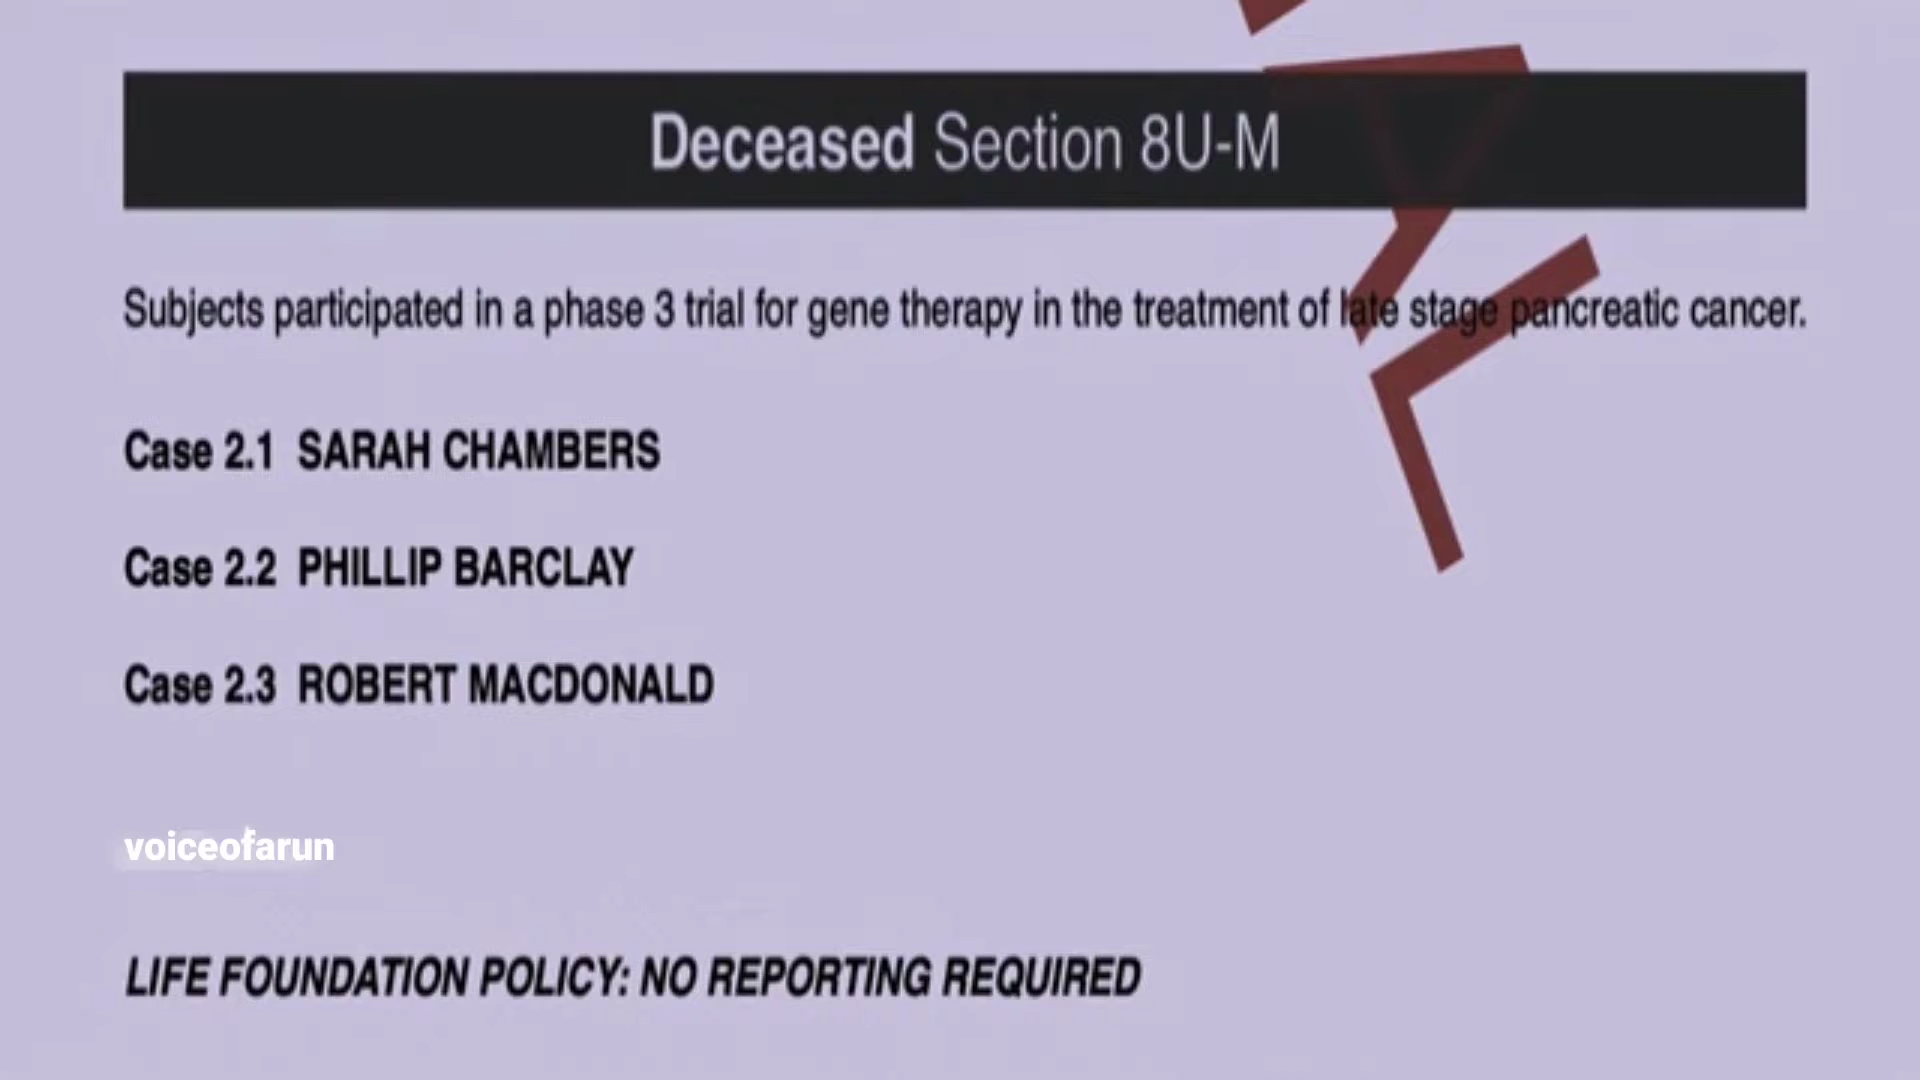 Deceased Section 8U-M
Subjects participated in a phase 3 trial for gene therapy in the treatment of late stage pancreatic cancer.
Case 2.1 SARAH CHAMBERS
Case 2.2 PHILLIP BARCLAY
Case 2.3 ROBERT MACDONALD
voiceofarun
LIFE FOUNDATION POLICY: NO REPORTING REQUIRED